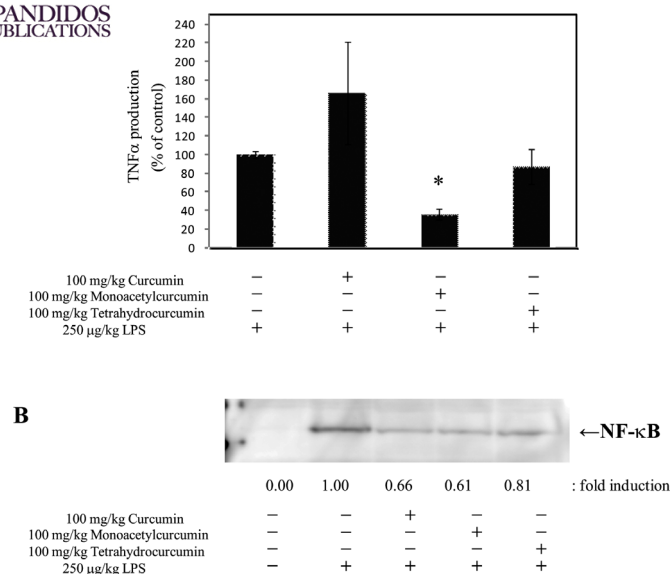 PANDIDOS
UBLICATIONS
TNFα production
(% of control)
240
220
200
180
160
140
120
100
80
60
40
20
0
*
100 mg/kg Curcumin − + − −
100 mg/kg Monoacetylcurcumin − − + −
100 mg/kg Tetrahydrocurcumin − − − +
250 μg/kg LPS + + + +
B
←NF-κB
0.00 1.00 0.66 0.61 0.81 : fold induction
100 mg/kg Curcumin − − + − −
100 mg/kg Monoacetylcurcumin − − − + −
100 mg/kg Tetrahydrocurcumin − − − − +
250 μg/kg LPS − + + + +